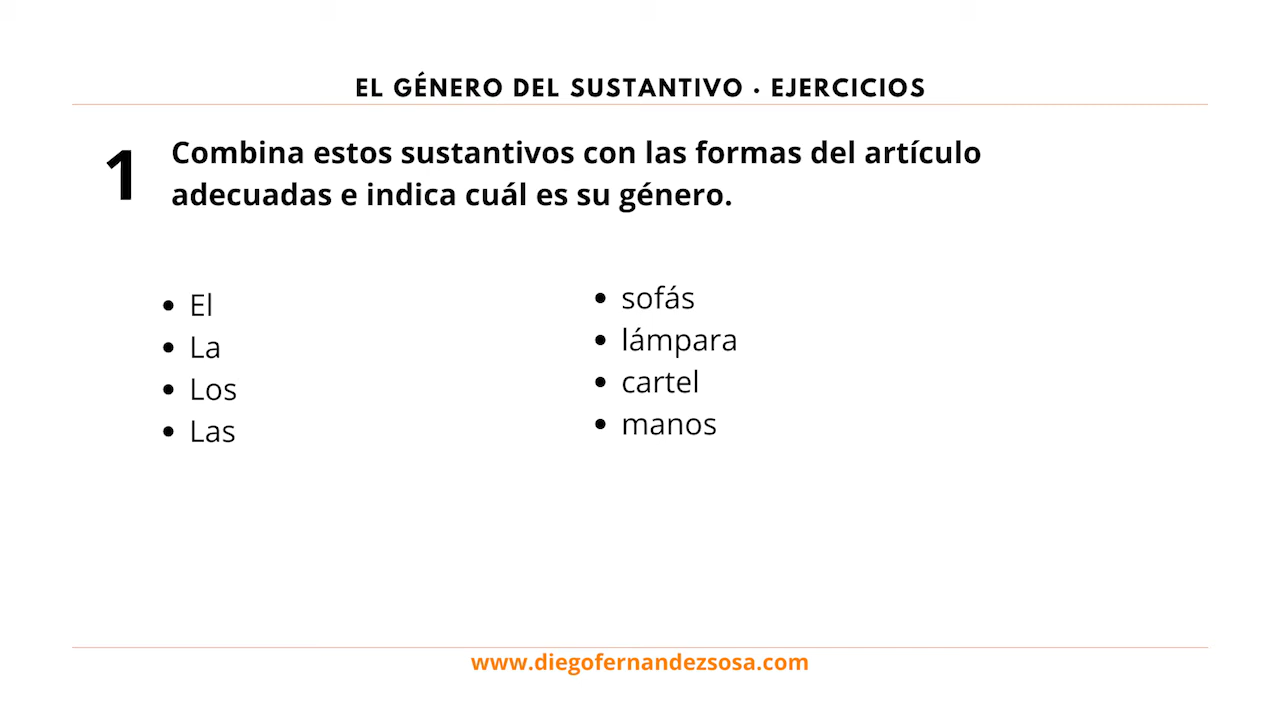 EL GÉNERO DEL SUSTANTIVO · EJERCICIOS
1
Combina estos sustantivos con las formas del artículo
adecuadas e indica cuál es su género.
• El
• La
• Los
• Las
• sofás
• lámpara
• cartel
• manos
www.diegofernandezsosa.com